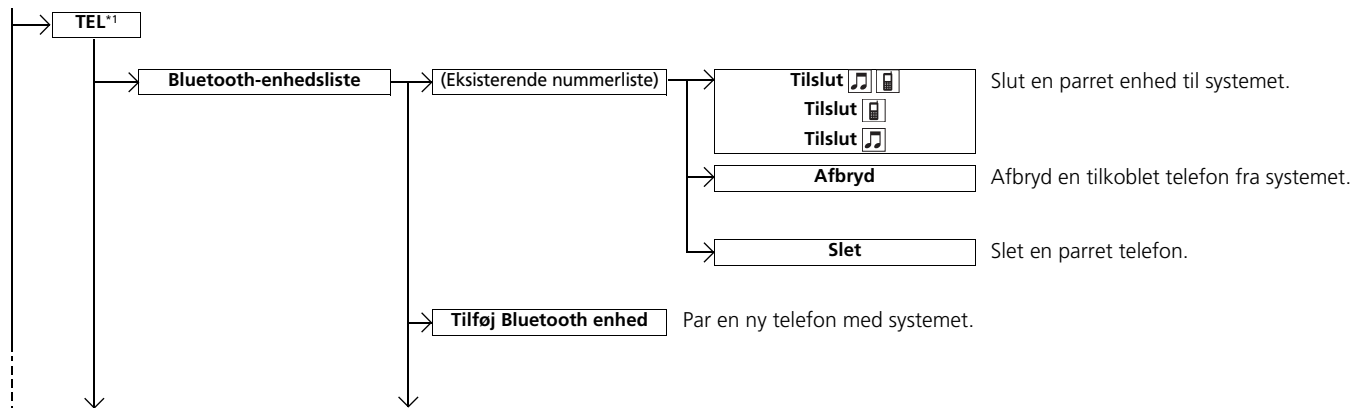 TEL*1
Bluetooth-enhedsliste
(Eksisterende nummerliste)
Tilslut
Slut en parret enhed til systemet.
Tilslut
Tilslut
Afbryd
Afbryd en tilkoblet telefon fra systemet.
Slet
Slet en parret telefon.
Tilføj Bluetooth enhed
Par en ny telefon med systemet.